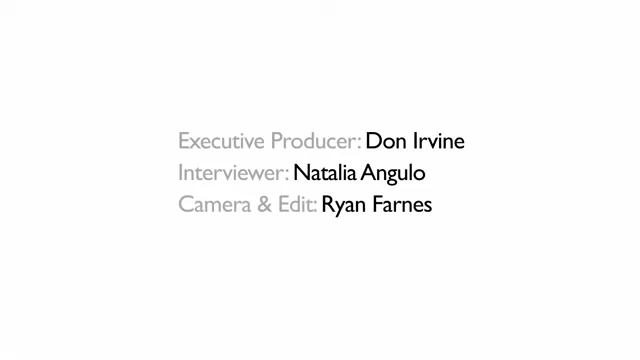 Executive Producer: Don Irvine
Interviewer: Natalia Angulo
Camera & Edit: Ryan Farnes